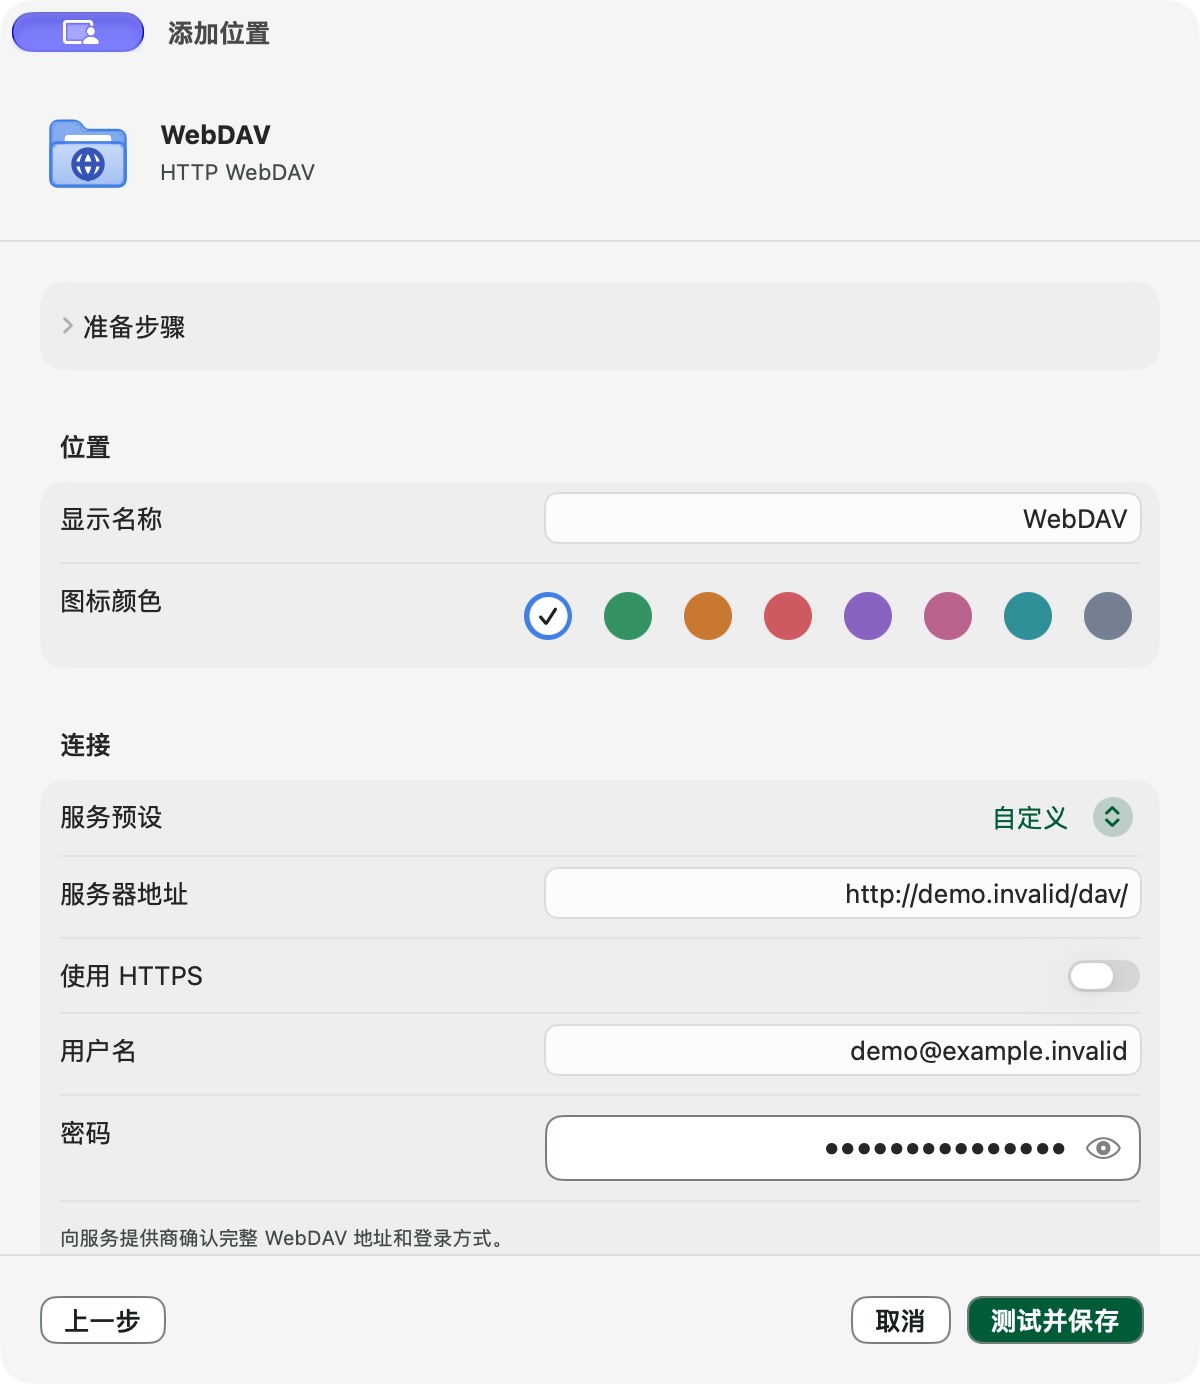 添加位置
WebDAV
HTTP WebDAV
准备步骤
位置
显示名称
WebDAV
图标颜色
连接
服务预设
自定义
服务器地址
http://demo.invalid/dav/
使用 HTTPS
用户名
demo@example.invalid
密码
•••••••••••••••
向服务提供商确认完整 WebDAV 地址和登录方式。
上一步
取消
测试并保存